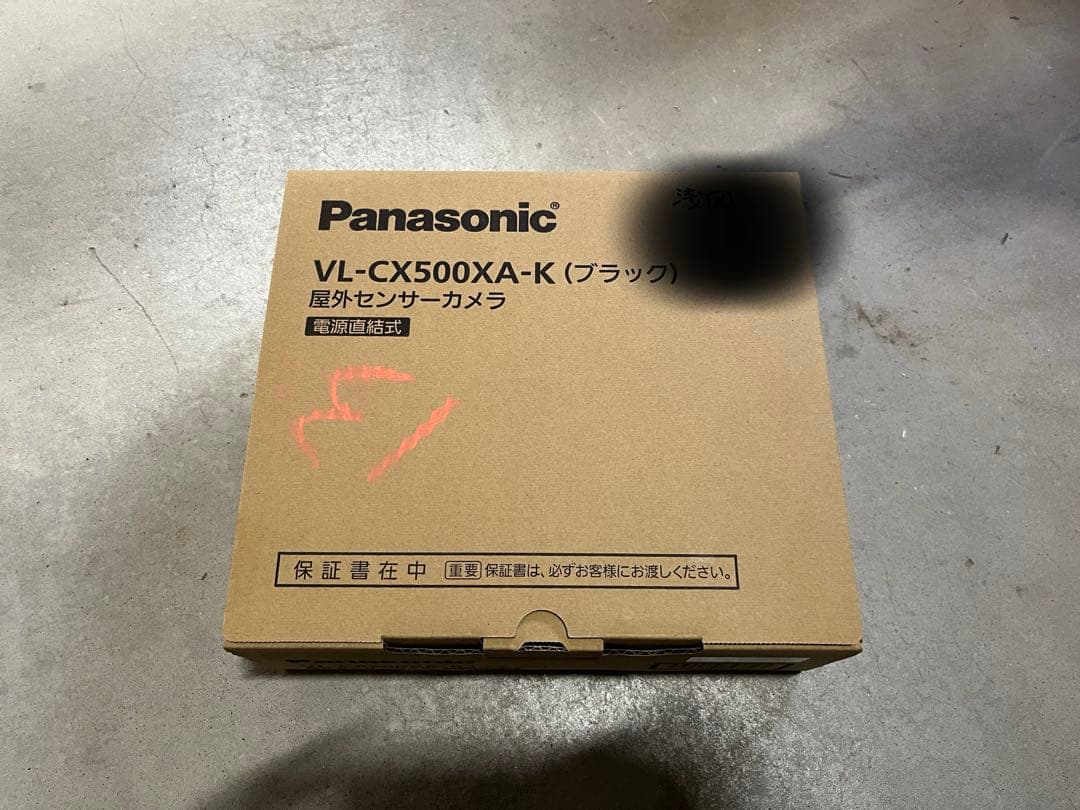 Panasonic®
VL-CX500XA-K (ブラック)
屋外センサーカメラ
電源直結式
保証書在中 重要 保証書は、必ずお客様にお渡しください。
Panasonic